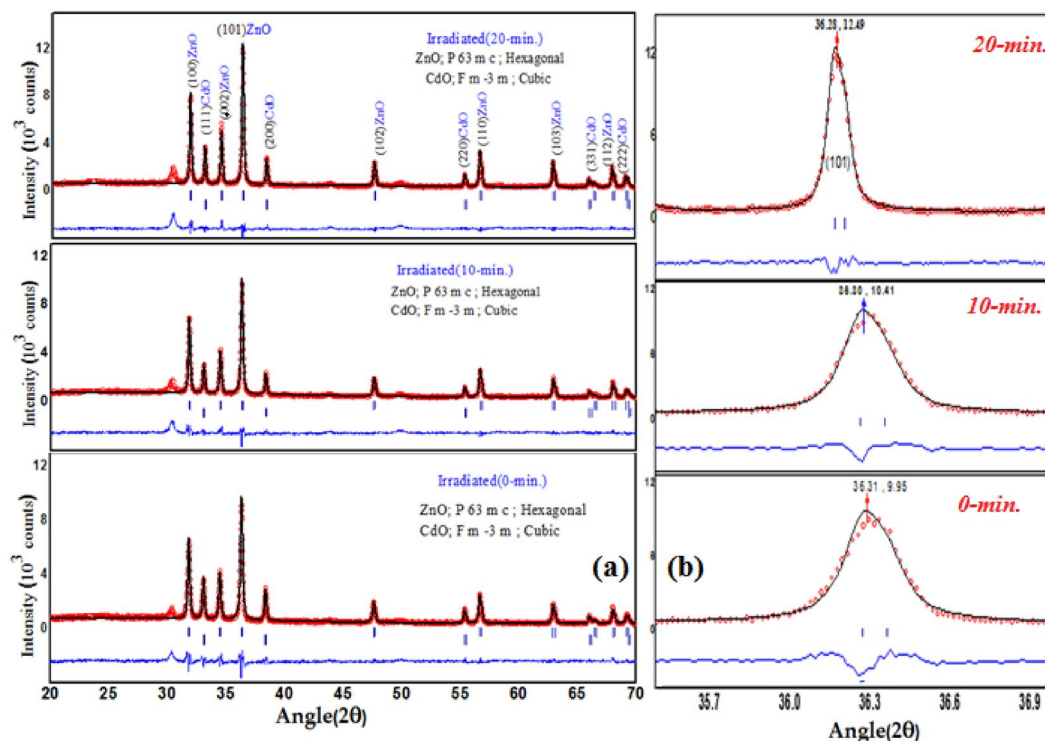 (100)ZnO
(111)CdO
(002)ZnO
(101)ZnO
(200)CdO
(102)ZnO
(220)CdO
(110)ZnO
(103)ZnO
(331)CdO
(112)ZnO
(222)CdO
Irradiated(20-min.)
ZnO; P 63 m c ; Hexagonal
CdO; F m -3 m ; Cubic
12
8
4
0
Irradiated(10-min.)
ZnO; P 63 m c ; Hexagonal
CdO; F m -3 m ; Cubic
12
8
4
0
Irradiated(0-min.)
ZnO; P 63 m c ; Hexagonal
CdO; F m -3 m ; Cubic
12
8
4
0
Intensity (10³ counts)
Intensity (10³ counts)
Intensity (10³ counts)
(a)
20 25 30 35 40 45 50 55 60 65 70
Angle(2θ)
36.28 , 12.49
20-min.
(101)
12
6
0
10.41
10-min.
12
6
0
36.31 , 9.95
0-min.
12
6
0
(b)
35.7 36.0 36.3 36.6 36.9
Angle(2θ)